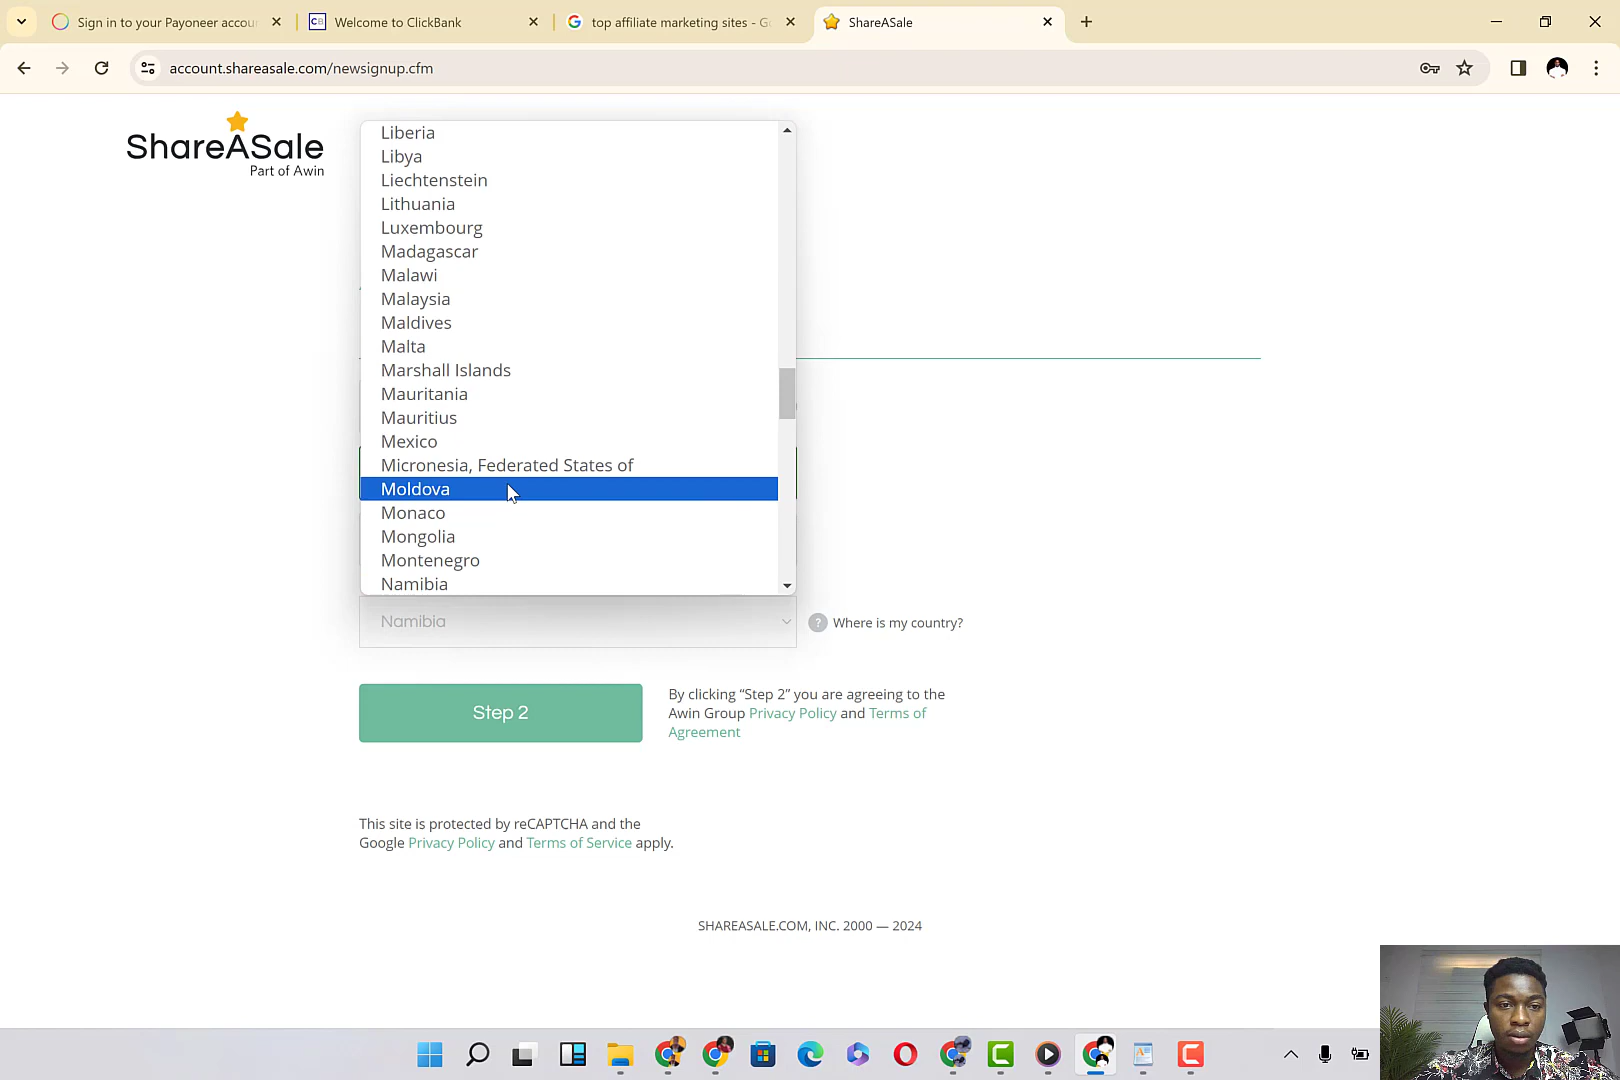 Sign in to your Payoneer accou
CB
Welcome to ClickBank
G
top affiliate marketing sites - G
ShareASale
account.shareasale.com/newsignup.cfm
ShareASale
Part of Awin
Liberia
Libya
Liechtenstein
Lithuania
Luxembourg
Madagascar
Malawi
Malaysia
Maldives
Malta
Marshall Islands
Mauritania
Mauritius
Mexico
Micronesia, Federated States of
Moldova
Monaco
Mongolia
Montenegro
Namibia
Namibia
? Where is my country?
Step 2
By clicking “Step 2” you are agreeing to the
Awin Group Privacy Policy and Terms of
Agreement
This site is protected by reCAPTCHA and the
Google Privacy Policy and Terms of Service apply.
SHAREASALE.COM, INC. 2000 — 2024